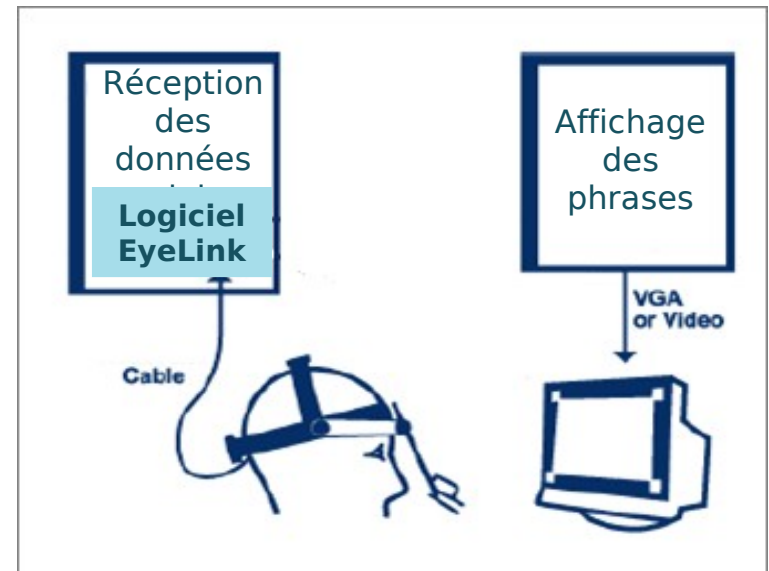 Réception
des
données
Logiciel
EyeLink
Affichage
des
phrases
VGA
or Video
Cable